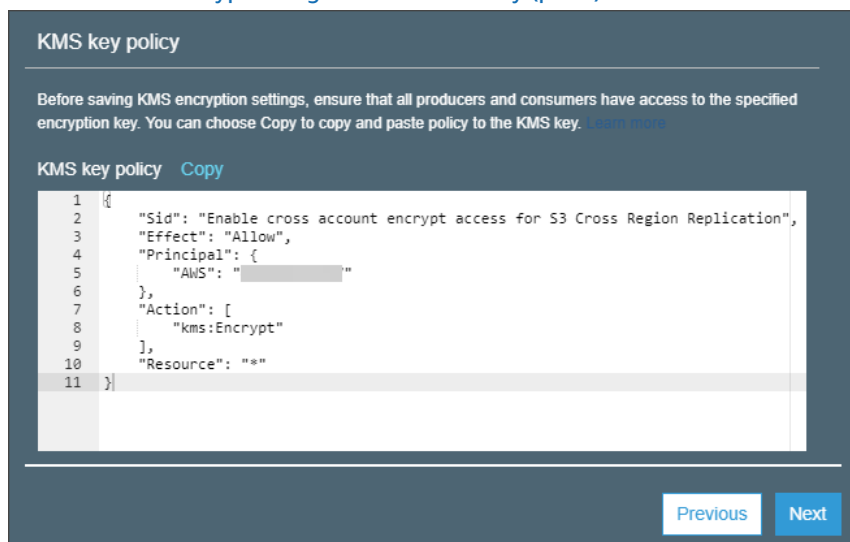 KMS key policy
Before saving KMS encryption settings, ensure that all producers and consumers have access to the specified
encryption key. You can choose Copy to copy and paste policy to the KMS key. Learn more
KMS key policy Copy
1 {
2 "Sid": "Enable cross account encrypt access for S3 Cross Region Replication",
3 "Effect": "Allow",
4 "Principal": {
5 "AWS": " "
6 },
7 "Action": [
8 "kms:Encrypt"
9 ],
10 "Resource": "*"
11 }
Previous Next